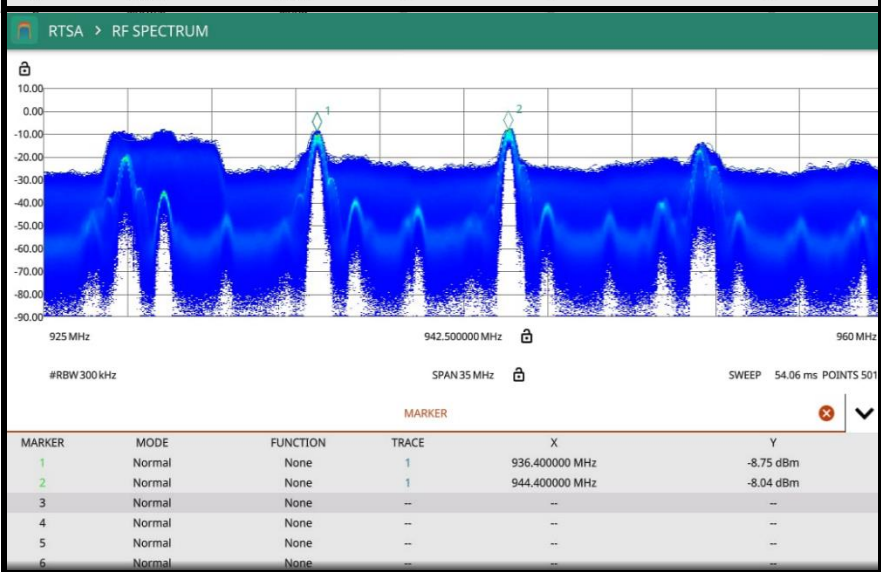 RTSA > RF SPECTRUM
10.00
0.00
-10.00
-20.00
-30.00
-40.00
-50.00
-60.00
-70.00
-80.00
-90.00
1
2
925 MHz 942.500000 MHz 960 MHz
#RBW 300 kHz SPAN 35 MHz SWEEP 54.06 ms POINTS 501
MARKER
MARKER MODE FUNCTION TRACE X Y
1 Normal None 1 936.400000 MHz -8.75 dBm
2 Normal None 1 944.400000 MHz -8.04 dBm
3 Normal None -- -- --
4 Normal None -- -- --
5 Normal None -- -- --
6 Normal None -- -- --